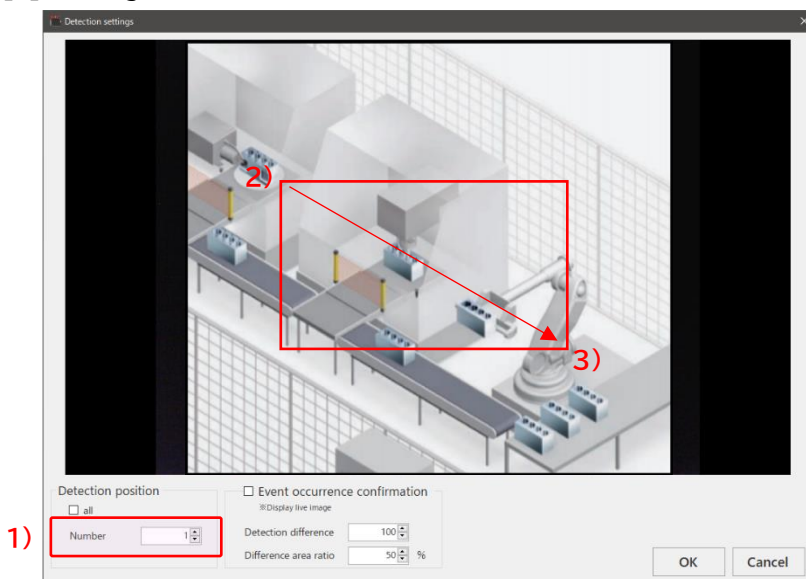 Detection settings
2)
3)
Detection position
all
1)
Number 1
Event occurrence confirmation
※Display live image
Detection difference 100
Difference area ratio 50 %
OK Cancel